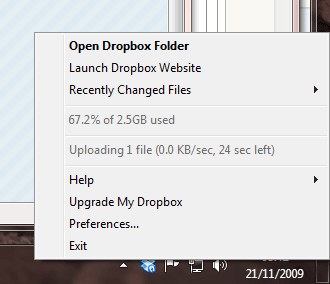 Open Dropbox Folder
Launch Dropbox Website
Recently Changed Files
67.2% of 2.5GB used
Uploading 1 file (0.0 KB/sec, 24 sec left)
Help
Upgrade My Dropbox
Preferences...
Exit
21/11/2009